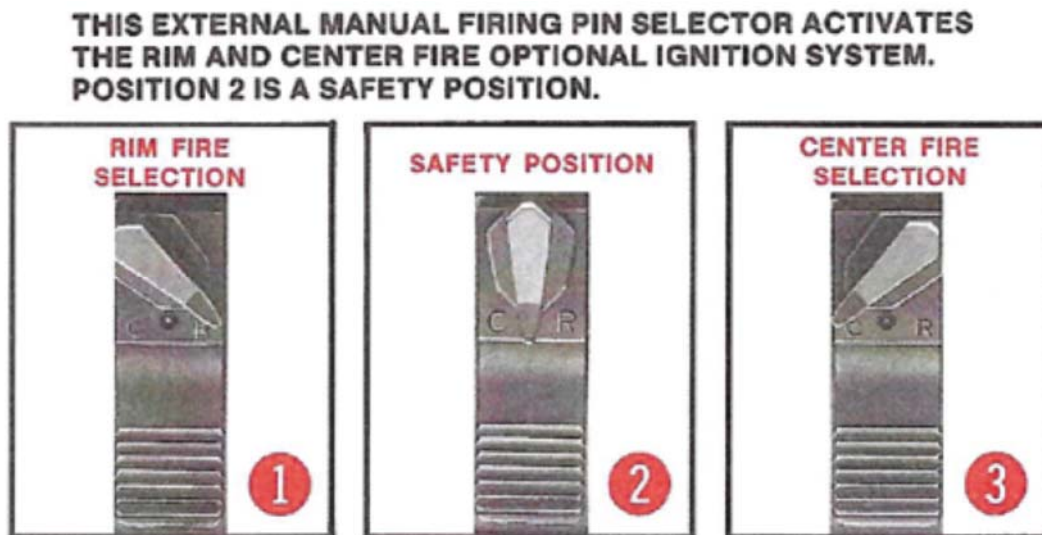 THIS EXTERNAL MANUAL FIRING PIN SELECTOR ACTIVATES
THE RIM AND CENTER FIRE OPTIONAL IGNITION SYSTEM.
POSITION 2 IS A SAFETY POSITION.
RIM FIRE
SELECTION
C R
1
SAFETY POSITION
C R
2
CENTER FIRE
SELECTION
C R
3